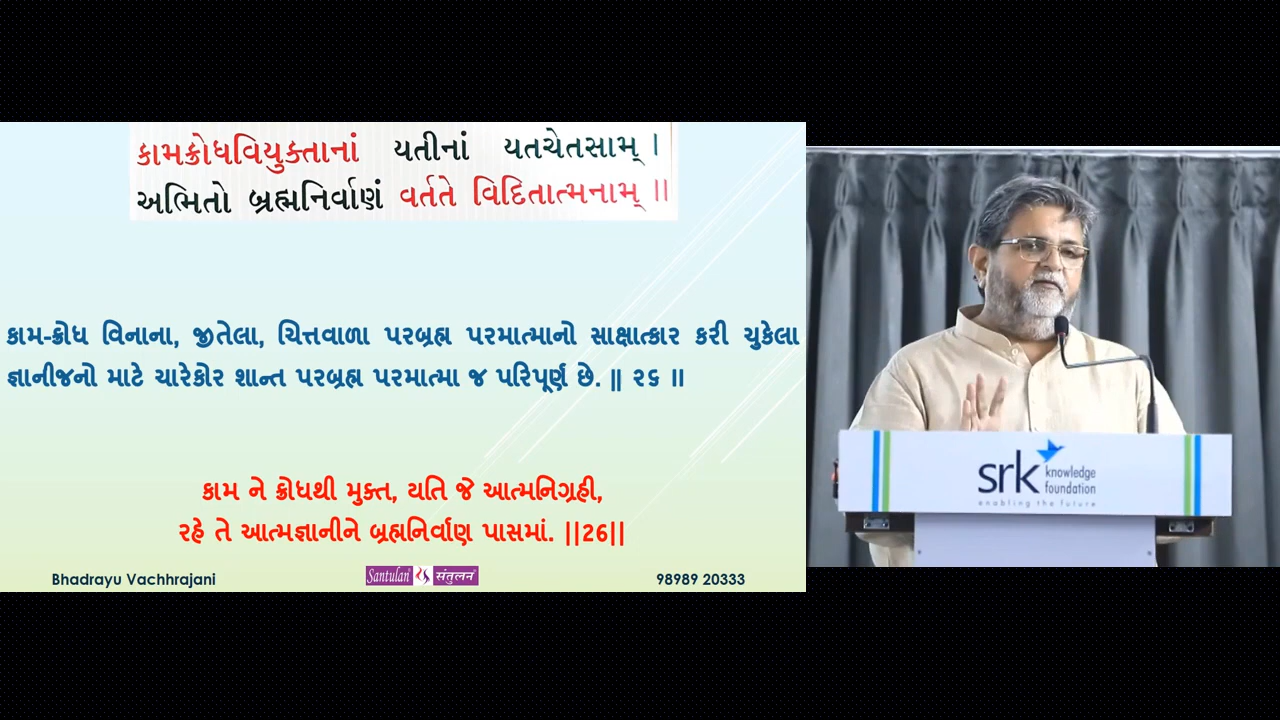 કામક્રોધવિયુક્તાનાં યતીનાં યતચેતસામ્ ।
અભિતો બ્રહ્મનિર્વાણં વર્તતે વિદિતાત્મનામ્ ।।
કામ-ક્રોધ વિનાના, જીતેલા, ચિત્તવાળા પરબ્રહ્મ પરમાત્માનો સાક્ષાત્કાર કરી ચુકેલા
જ્ઞાનીજનો માટે ચારેકોર શાન્ત પરબ્રહ્મ પરમાત્મા જ પરિપૂર્ણ છે. || ૨૬ ।।
કામ ને ક્રોધથી મુક્ત, યતિ જે આત્મનિગ્રહી,
રહે તે આત્મજ્ઞાનીને બ્રહ્મનિર્વાણ પાસમાં. ||26||
Bhadrayu Vachhrajani
Santulan संतुलन
98989 20333
srk knowledge
foundation
enabling the future